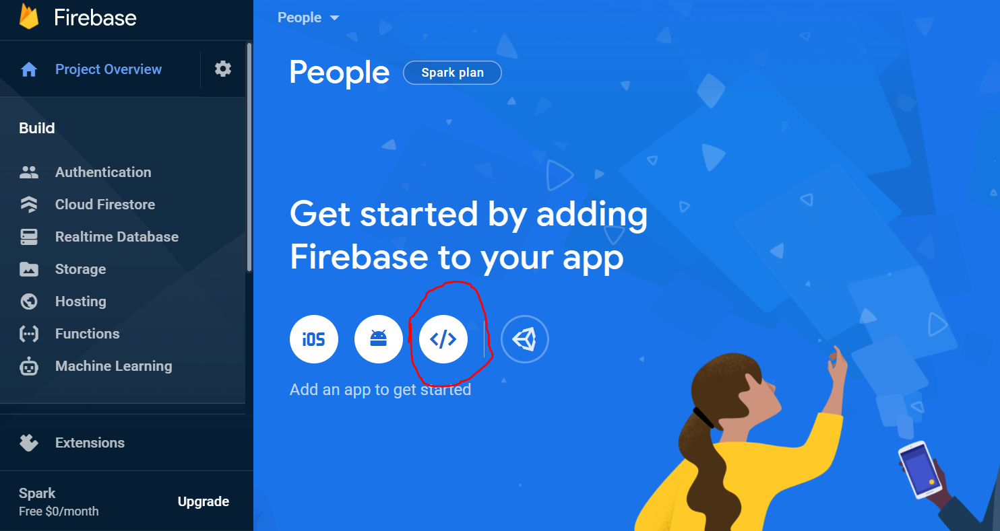 Firebase
Project Overview
Build
Authentication
Cloud Firestore
Realtime Database
Storage
Hosting
Functions
Machine Learning
Extensions
Spark
Free $0/month
Upgrade
People
People
Spark plan
Get started by adding
Firebase to your app
iOS
</>
Add an app to get started